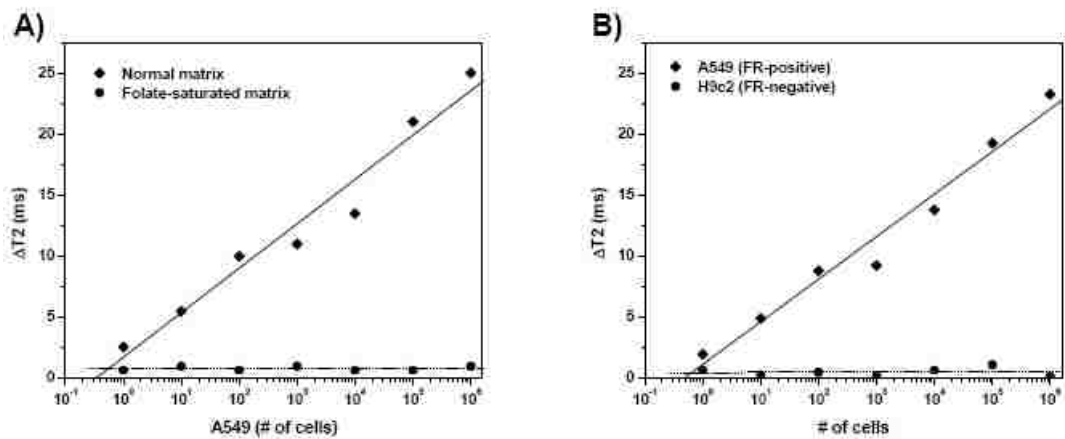 A)
Normal matrix
Folate-saturated matrix
ΔT2 (ms)
25
20
15
10
5
0
10⁻¹ 10⁰ 10¹ 10² 10³ 10⁴ 10⁵ 10⁶
A549 (# of cells)
B)
A549 (FR-positive)
H9c2 (FR-negative)
ΔT2 (ms)
25
20
15
10
5
0
10⁻¹ 10⁰ 10¹ 10² 10³ 10⁴ 10⁵ 10⁶
# of cells